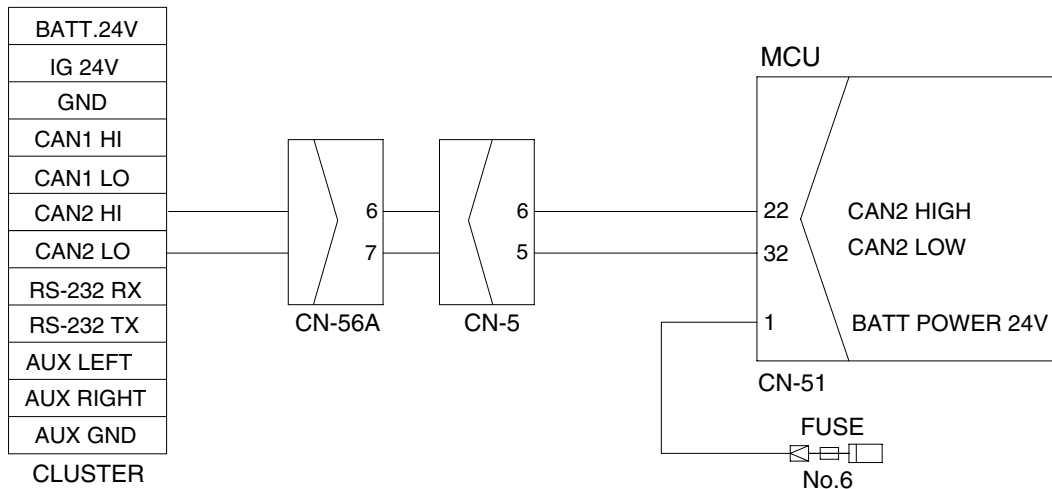 BATT.24V
IG 24V
GND
CAN1 HI
CAN1 LO
CAN2 HI
CAN2 LO
RS-232 RX
RS-232 TX
AUX LEFT
AUX RIGHT
AUX GND
CLUSTER
6
7
CN-56A
6
5
CN-5
MCU
22 CAN2 HIGH
32 CAN2 LOW
1 BATT POWER 24V
CN-51
FUSE
No.6